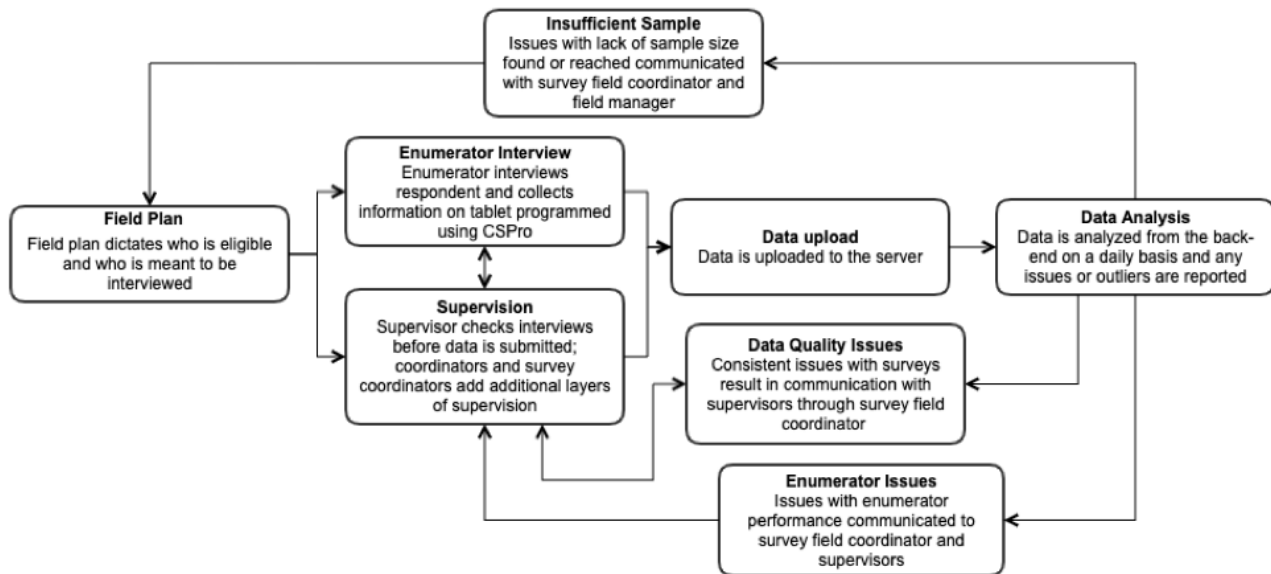 Insufficient Sample
Issues with lack of sample size
found or reached communicated
with survey field coordinator and
field manager
Enumerator Interview
Enumerator interviews
respondent and collects
information on tablet programmed
using CSPro
Field Plan
Field plan dictates who is eligible
and who is meant to be
interviewed
Supervision
Supervisor checks interviews
before data is submitted;
coordinators and survey
coordinators add additional layers
of supervision
Data upload
Data is uploaded to the server
Data Analysis
Data is analyzed from the back-
end on a daily basis and any
issues or outliers are reported
Data Quality Issues
Consistent issues with surveys
result in communication with
supervisors through survey field
coordinator
Enumerator Issues
Issues with enumerator
performance communicated to
survey field coordinator and
supervisors